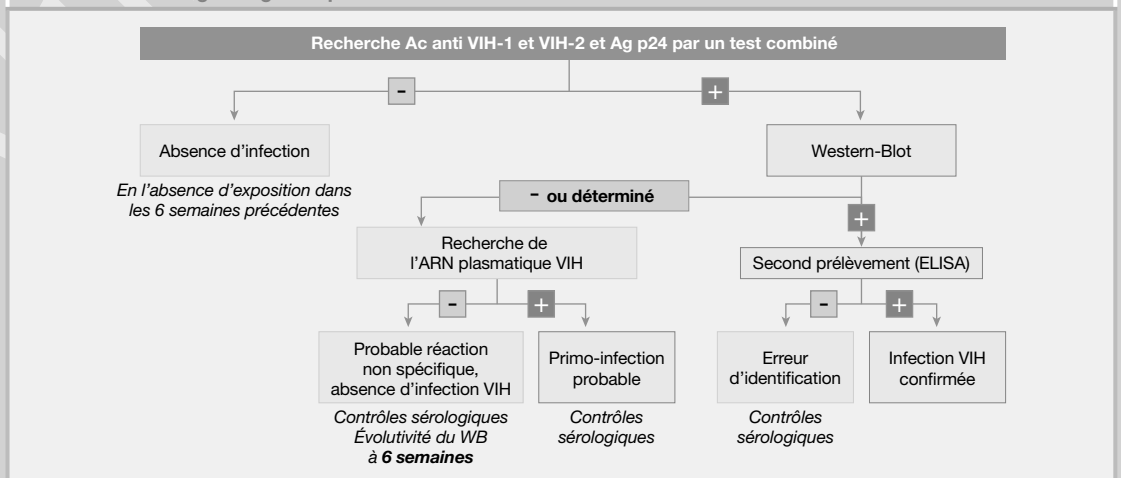 Recherche Ac anti VIH-1 et VIH-2 et Ag p24 par un test combiné
-
+
Absence d'infection
En l'absence d'exposition dans
les 6 semaines précédentes
Western-Blot
- ou déterminé
+
Recherche de
l'ARN plasmatique VIH
Second prélèvement (ELISA)
-
+
-
+
Probable réaction
non spécifique,
absence d'infection VIH
Contrôles sérologiques
Évolutivité du WB
à 6 semaines
Primo-infection
probable
Contrôles
sérologiques
Erreur
d'identification
Contrôles
sérologiques
Infection VIH
confirmée